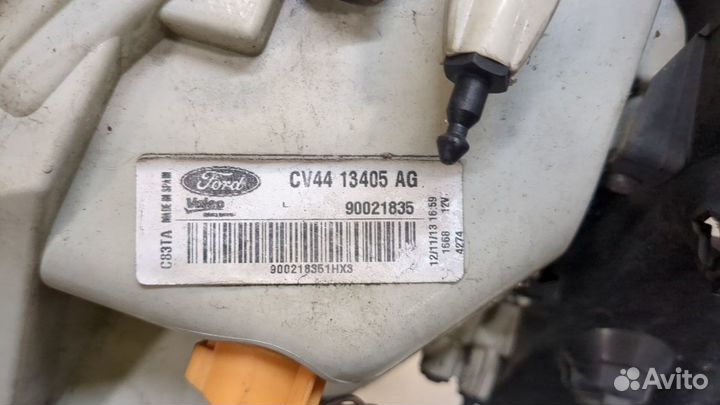 MADE IN SPAIN
C83TA
Ford
CV44 13405 AG
Valeo
L
90021835
900218351HX3
12/11/13 16:59
1668 12V
4274
Avito